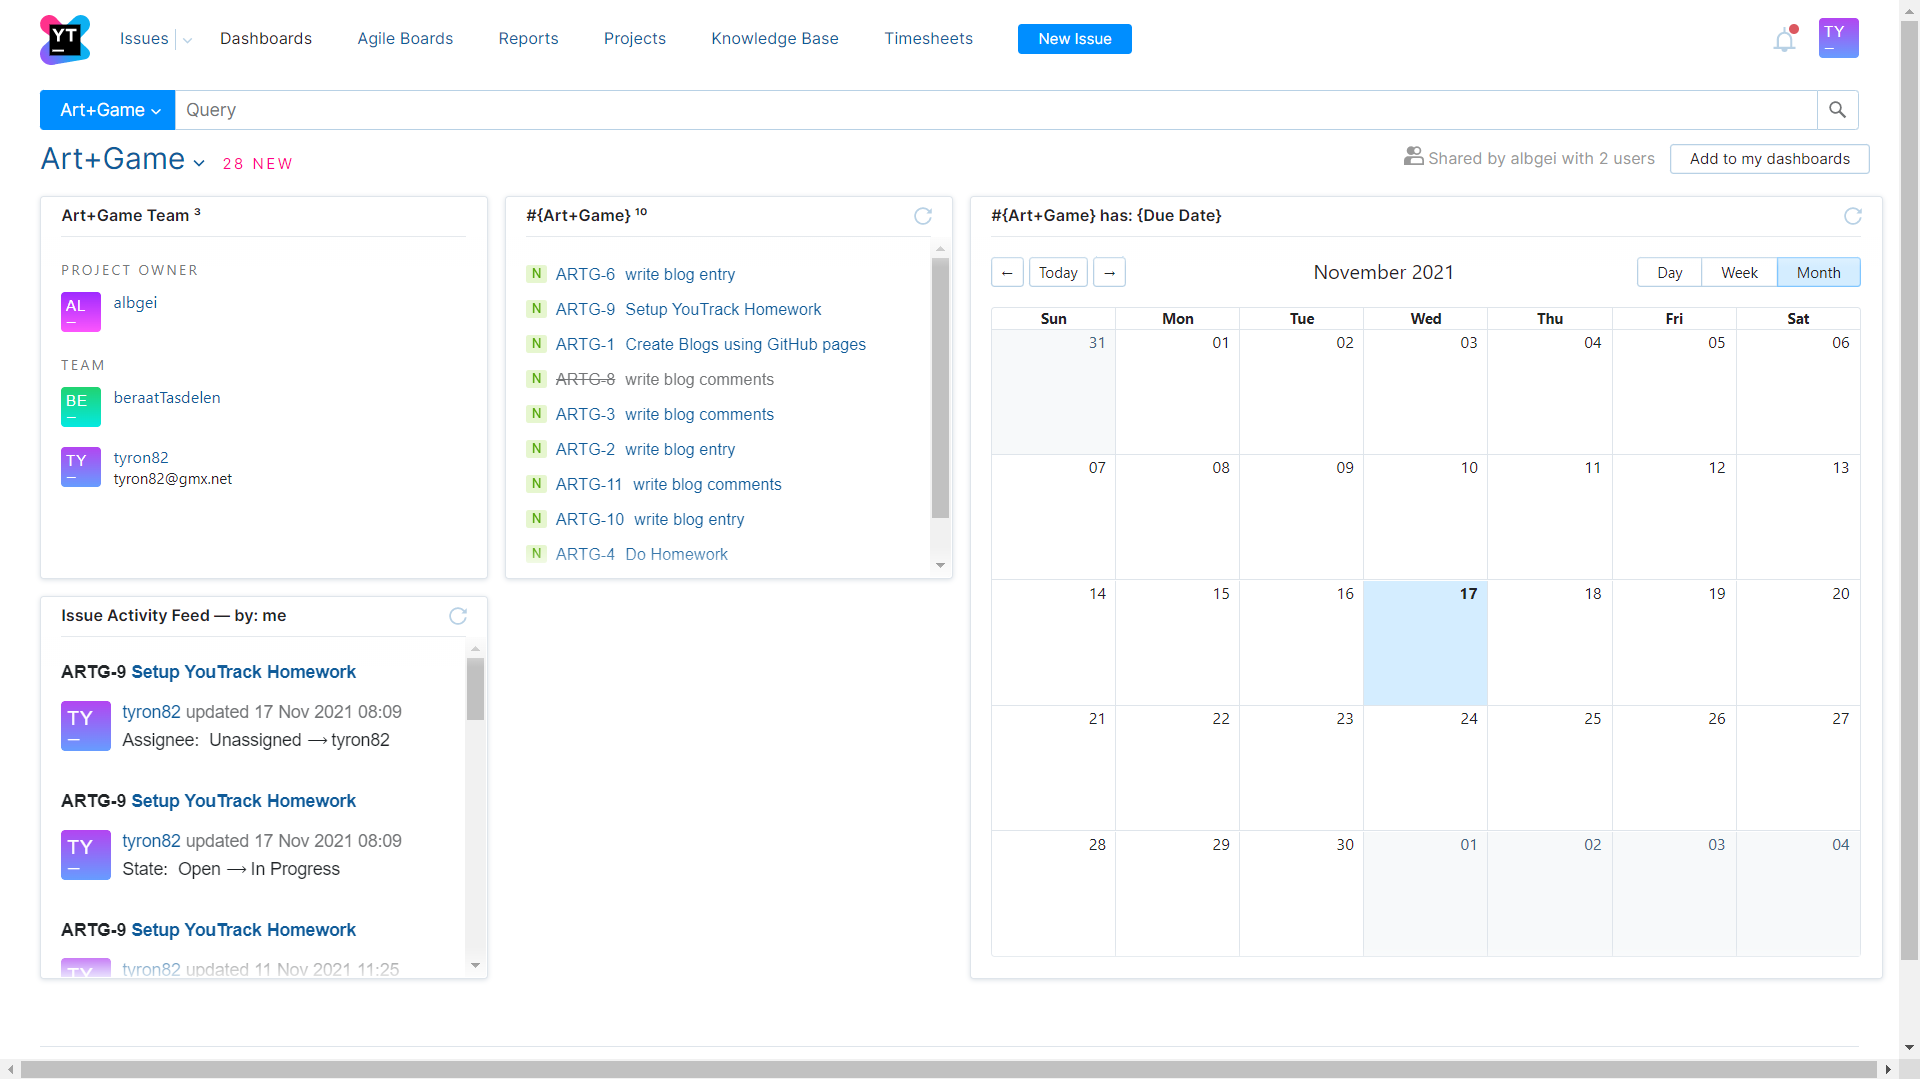 YT
Issues Dashboards Agile Boards Reports Projects Knowledge Base Timesheets New Issue TY
Art+Game Query
Art+Game 28 NEW Shared by albgei with 2 users Add to my dashboards
Art+Game Team ³
PROJECT OWNER
AL albgei
TEAM
BE beraatTasdelen
TY tyron82
tyron82@gmx.net
#{Art+Game} ¹⁰
N ARTG-6 write blog entry
N ARTG-9 Setup YouTrack Homework
N ARTG-1 Create Blogs using GitHub pages
N ARTG-8 write blog comments
N ARTG-3 write blog comments
N ARTG-2 write blog entry
N ARTG-11 write blog comments
N ARTG-10 write blog entry
N ARTG-4 Do Homework
#{Art+Game} has: {Due Date}
← Today → November 2021 Day Week Month
Sun Mon Tue Wed Thu Fri Sat
31 01 02 03 04 05 06
07 08 09 10 11 12 13
14 15 16 17 18 19 20
21 22 23 24 25 26 27
28 29 30 01 02 03 04
Issue Activity Feed — by: me
ARTG-9 Setup YouTrack Homework
TY tyron82 updated 17 Nov 2021 08:09
Assignee: Unassigned → tyron82
ARTG-9 Setup YouTrack Homework
TY tyron82 updated 17 Nov 2021 08:09
State: Open → In Progress
ARTG-9 Setup YouTrack Homework
TY tyron82 updated 11 Nov 2021 11:25